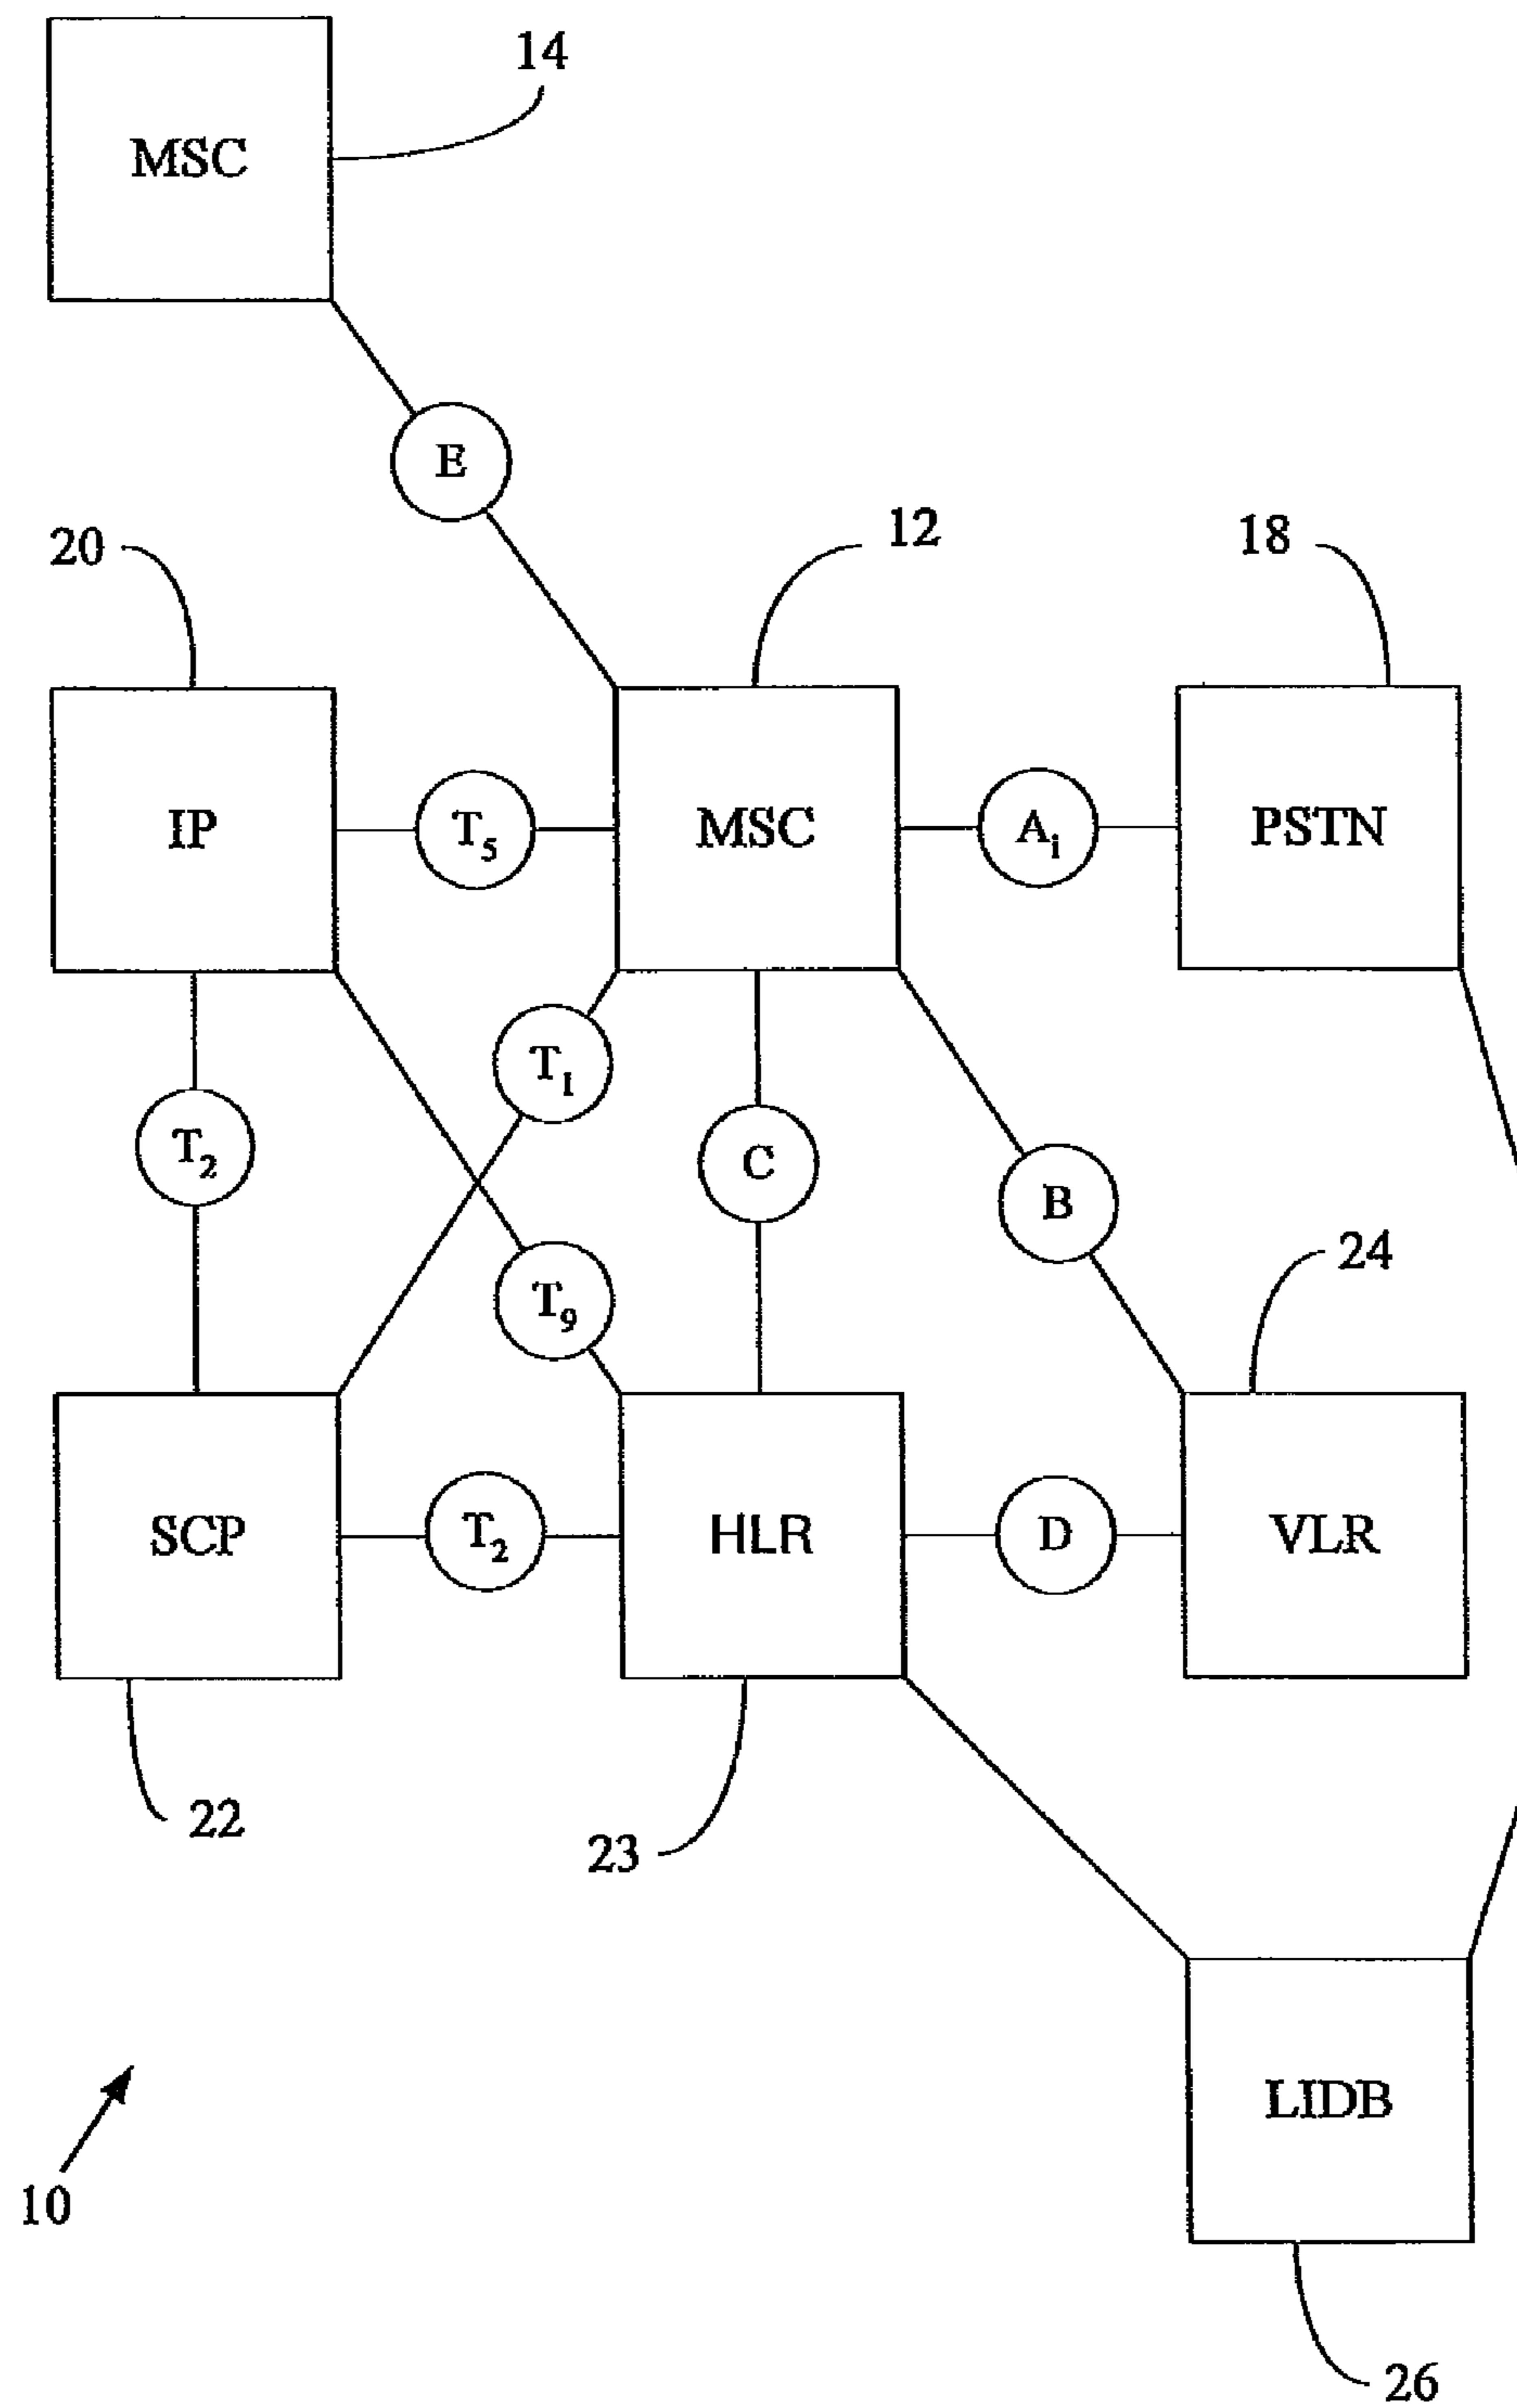 14
MSC
E
20
12
18
IP
T5
MSC
Ai
PSTN
T1
T2
C
B
24
T9
SCP
T2
HLR
D
VLR
22
23
LIDB
10
26